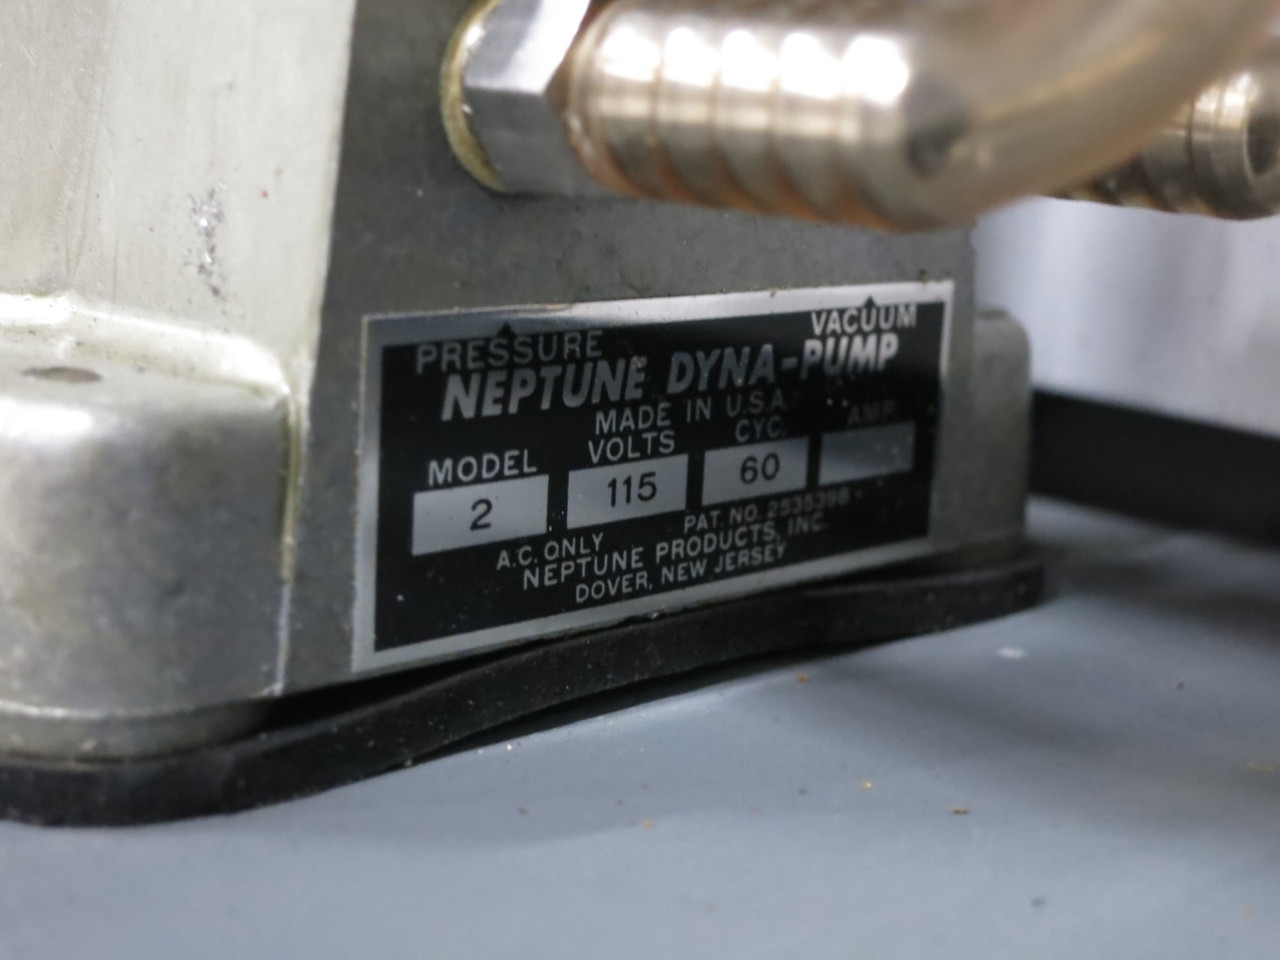 PRESSURE VACUUM
NEPTUNE DYNA-PUMP
MADE IN U.S.A.
MODEL VOLTS CYC. AMP.
2 115 60
A.C. ONLY PAT. NO. 2535398
NEPTUNE PRODUCTS, INC.
DOVER, NEW JERSEY